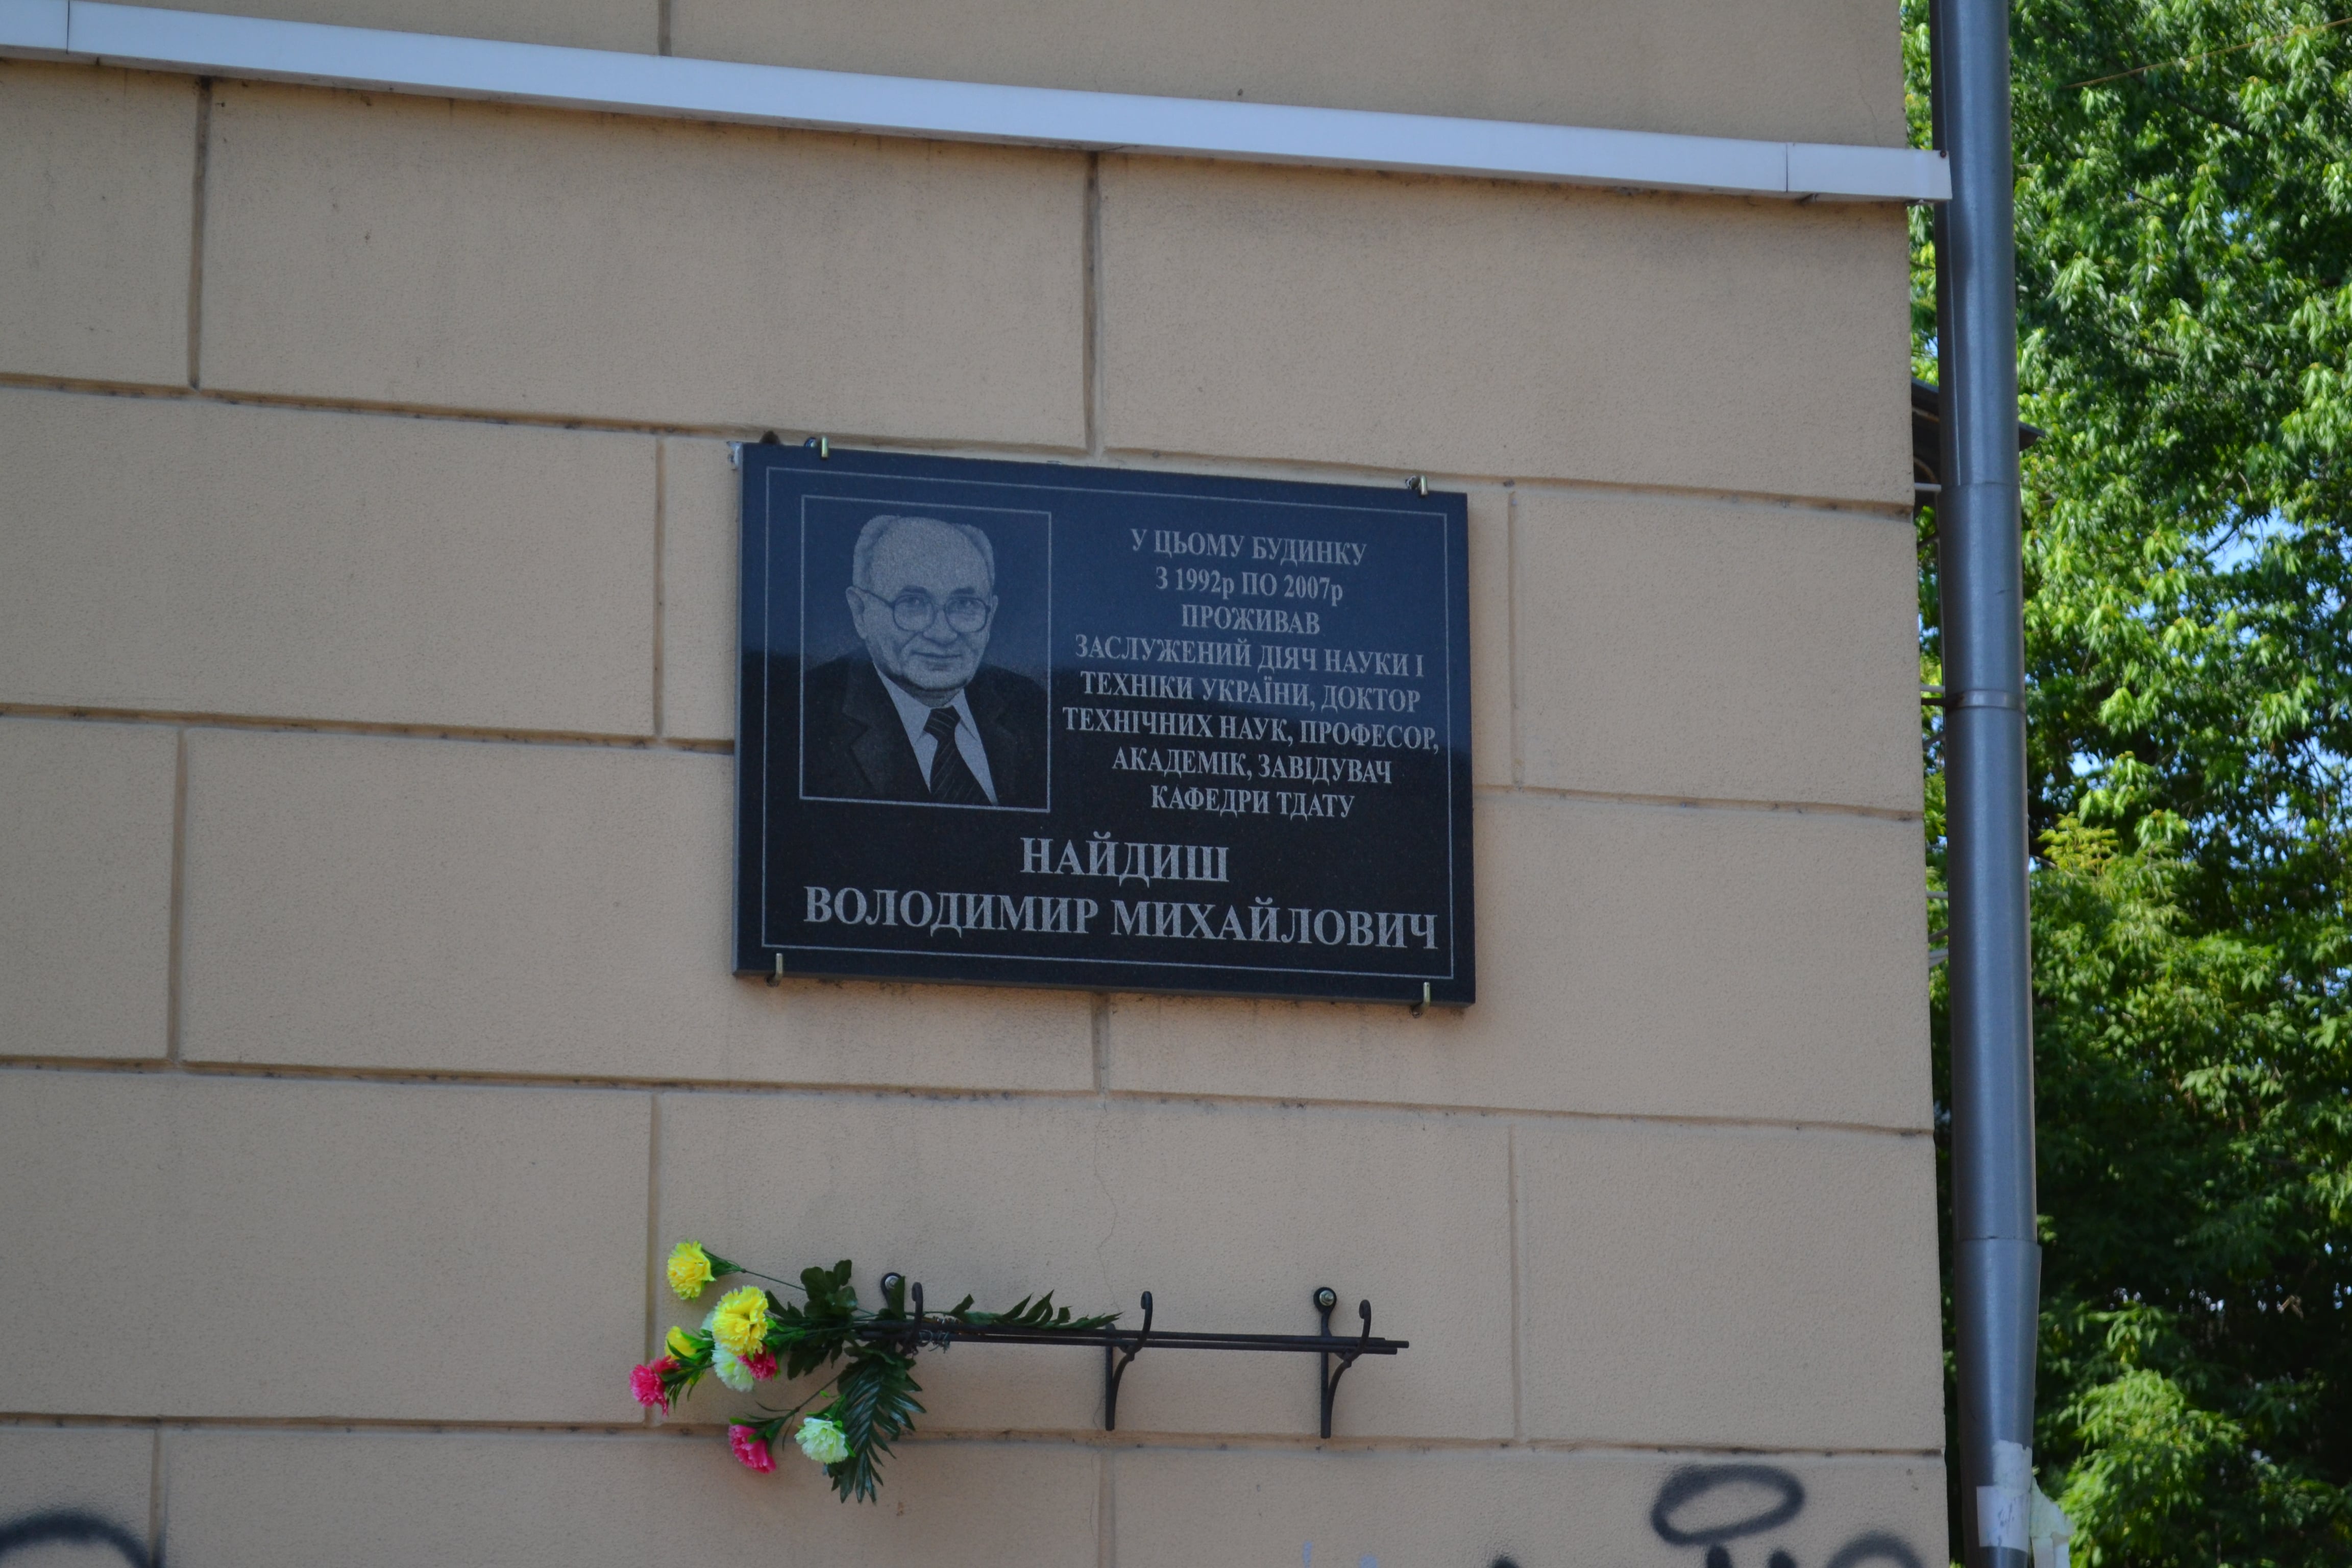 У ЦЬОМУ БУДИНКУ
З 1992р ПО 2007р
ПРОЖИВАВ
ЗАСЛУЖЕНИЙ ДІЯЧ НАУКИ І
ТЕХНІКИ УКРАЇНИ, ДОКТОР
ТЕХНІЧНИХ НАУК, ПРОФЕСОР,
АКАДЕМІК, ЗАВІДУВАЧ
КАФЕДРИ ТДАТУ
НАЙДИШ
ВОЛОДИМИР МИХАЙЛОВИЧ